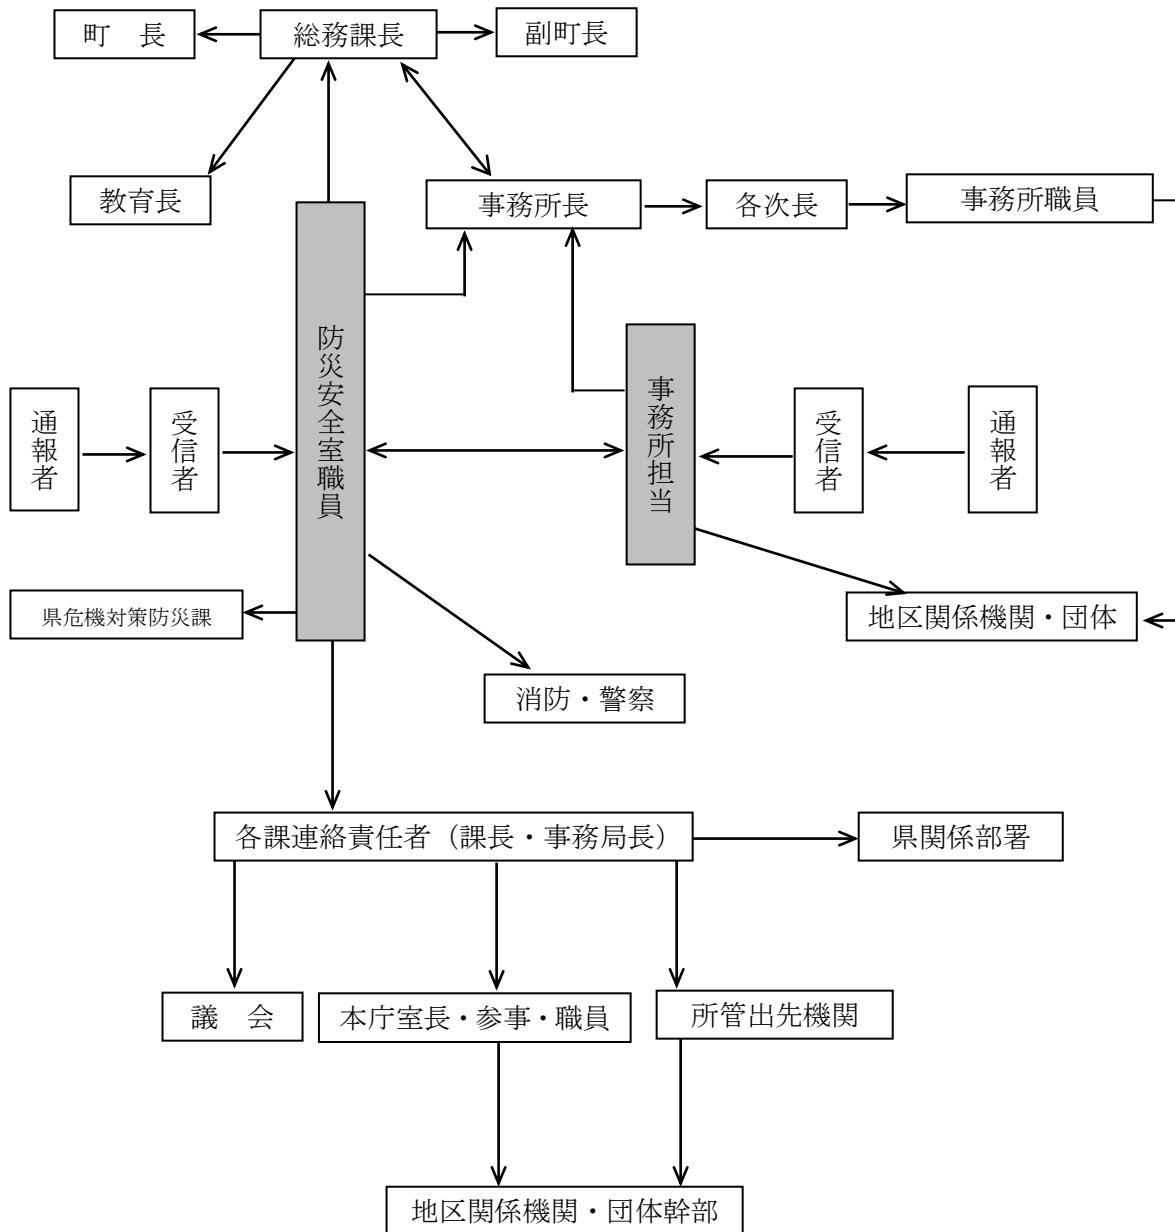 町　長
総務課長
副町長
教育長
事務所長
各次長
事務所職員
防災安全室職員
事務所担当
通報者
受信者
受信者
通報者
県危機対策防災課
地区関係機関・団体
消防・警察
各課連絡責任者（課長・事務局長）
県関係部署
議　会
本庁室長・参事・職員
所管出先機関
地区関係機関・団体幹部